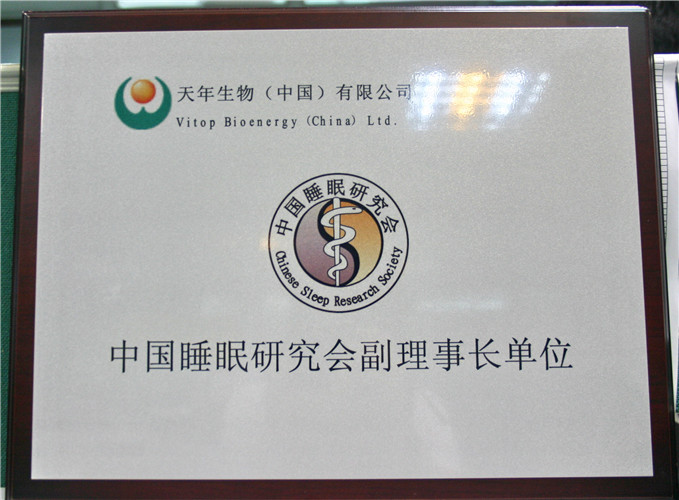 天年生物（中国）有限公司
Vitop Bioenergy (China) Ltd.
中国睡眠研究会
Chinese Sleep Research Society
中国睡眠研究会副理事长单位